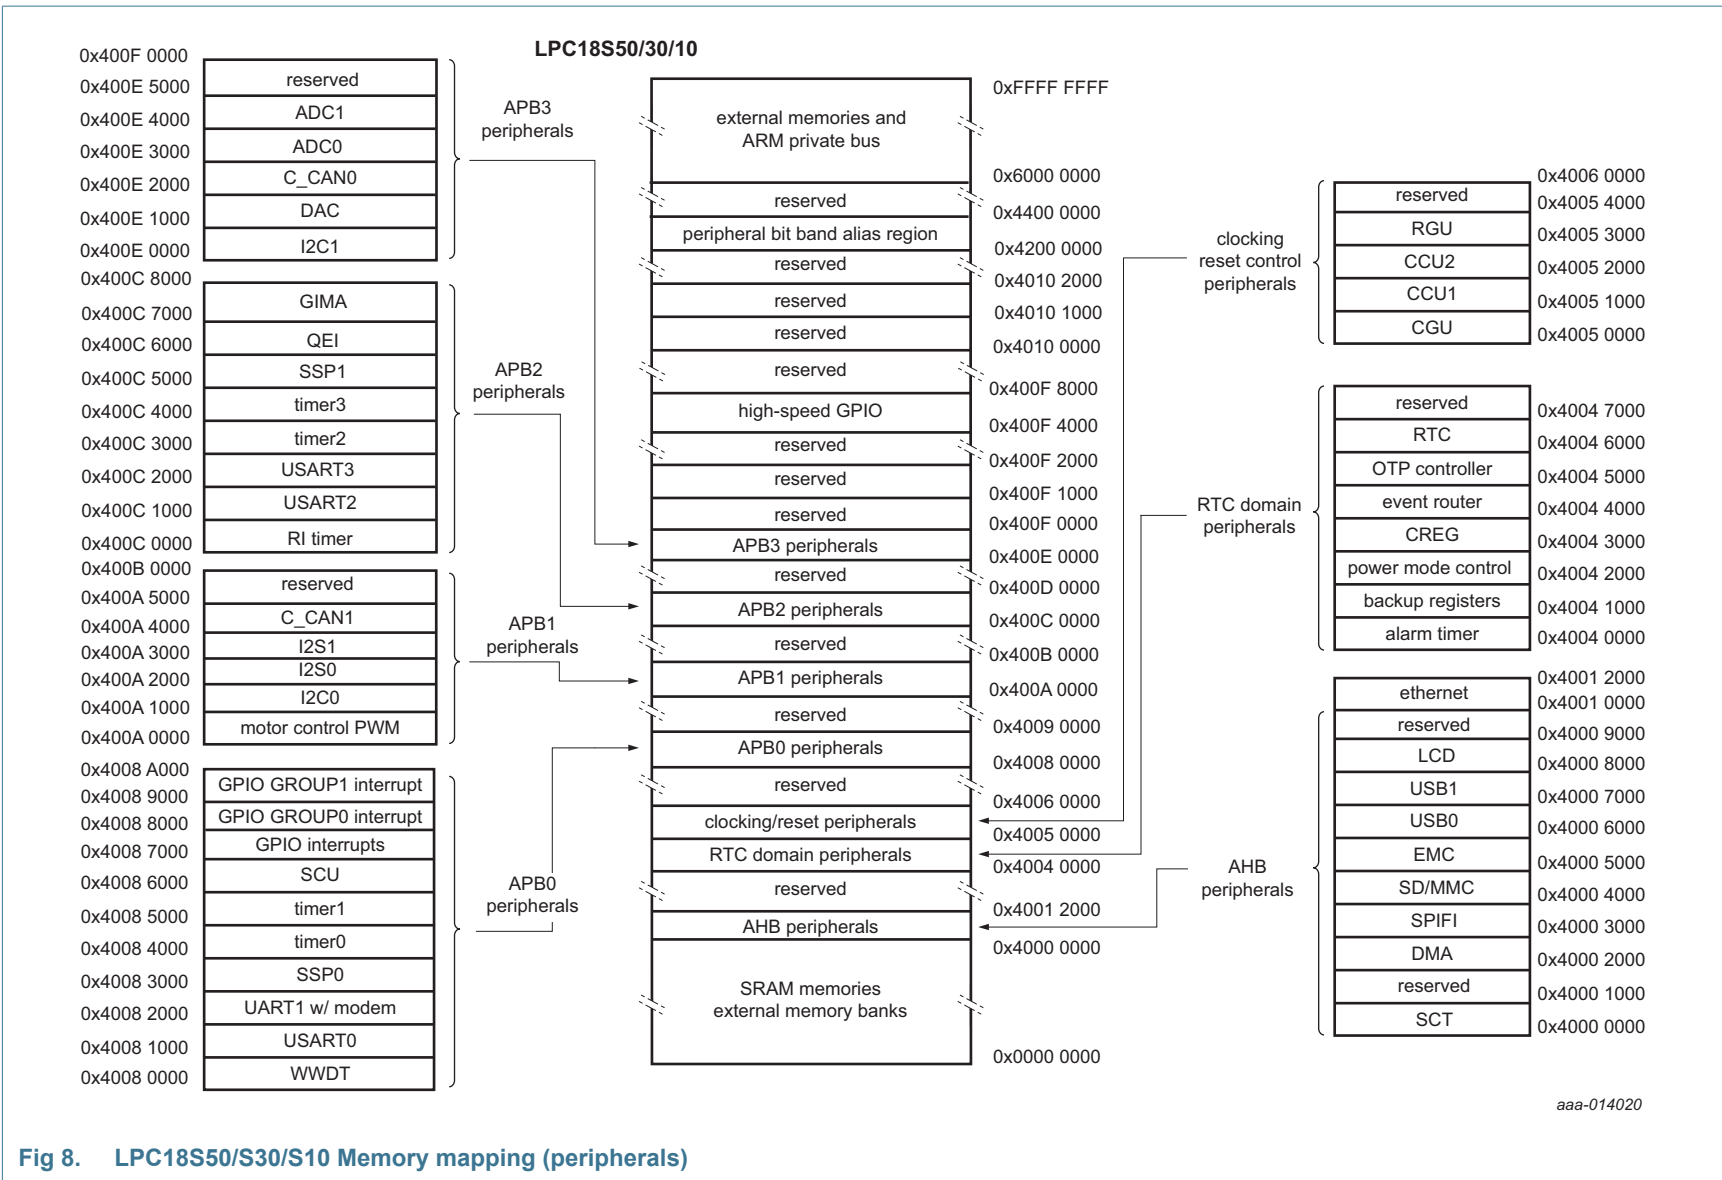 LPC18S50/30/10
0x400F 0000
reserved
0x400E 5000
ADC1
0x400E 4000
ADC0
0x400E 3000
C_CAN0
0x400E 2000
DAC
0x400E 1000
I2C1
0x400E 0000
APB3
peripherals
0x400C 8000
GIMA
0x400C 7000
QEI
0x400C 6000
SSP1
0x400C 5000
timer3
0x400C 4000
timer2
0x400C 3000
USART3
0x400C 2000
USART2
0x400C 1000
RI timer
0x400C 0000
APB2
peripherals
0x400B 0000
reserved
0x400A 5000
C_CAN1
0x400A 4000
I2S1
0x400A 3000
I2S0
0x400A 2000
I2C0
0x400A 1000
motor control PWM
0x400A 0000
APB1
peripherals
0x4008 A000
GPIO GROUP1 interrupt
0x4008 9000
GPIO GROUP0 interrupt
0x4008 8000
GPIO interrupts
0x4008 7000
SCU
0x4008 6000
timer1
0x4008 5000
timer0
0x4008 4000
SSP0
0x4008 3000
UART1 w/ modem
0x4008 2000
USART0
0x4008 1000
WWDT
0x4008 0000
APB0
peripherals
0xFFFF FFFF
external memories and
ARM private bus
0x6000 0000
reserved
0x4400 0000
peripheral bit band alias region
0x4200 0000
reserved
0x4010 2000
reserved
0x4010 1000
reserved
0x4010 0000
reserved
0x400F 8000
high-speed GPIO
0x400F 4000
reserved
0x400F 2000
reserved
0x400F 1000
reserved
0x400F 0000
APB3 peripherals
0x400E 0000
reserved
0x400D 0000
APB2 peripherals
0x400C 0000
reserved
0x400B 0000
APB1 peripherals
0x400A 0000
reserved
0x4009 0000
APB0 peripherals
0x4008 0000
reserved
0x4006 0000
clocking/reset peripherals
0x4005 0000
RTC domain peripherals
0x4004 0000
reserved
0x4001 2000
AHB peripherals
0x4000 0000
SRAM memories
external memory banks
0x0000 0000
clocking
reset control
peripherals
0x4006 0000
reserved
0x4005 4000
RGU
0x4005 3000
CCU2
0x4005 2000
CCU1
0x4005 1000
CGU
0x4005 0000
RTC domain
peripherals
reserved
0x4004 7000
RTC
0x4004 6000
OTP controller
0x4004 5000
event router
0x4004 4000
CREG
0x4004 3000
power mode control
0x4004 2000
backup registers
0x4004 1000
alarm timer
0x4004 0000
AHB
peripherals
0x4001 2000
ethernet
0x4001 0000
reserved
0x4000 9000
LCD
0x4000 8000
USB1
0x4000 7000
USB0
0x4000 6000
EMC
0x4000 5000
SD/MMC
0x4000 4000
SPIFI
0x4000 3000
DMA
0x4000 2000
reserved
0x4000 1000
SCT
0x4000 0000
aaa-014020
Fig 8. LPC18S50/S30/S10 Memory mapping (peripherals)